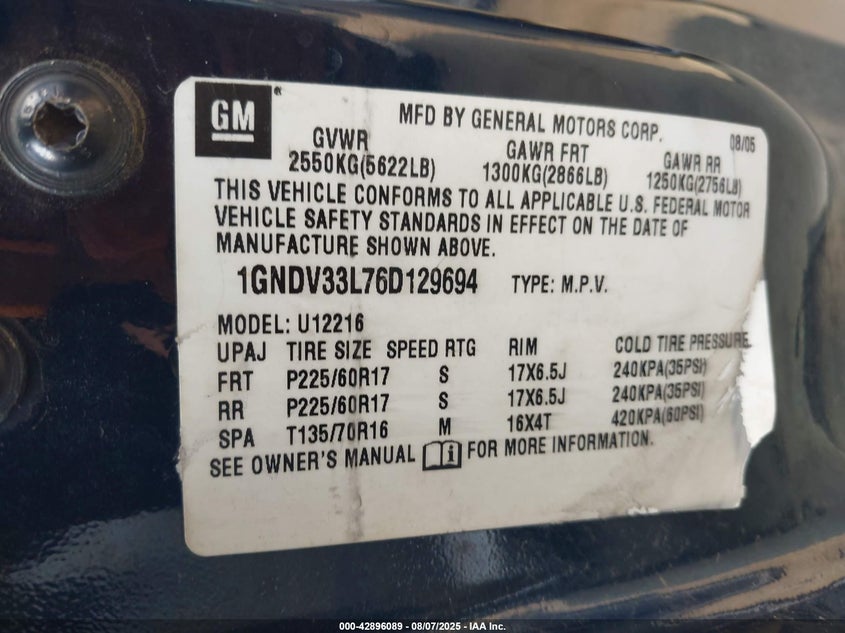 GM
MFD BY GENERAL MOTORS CORP.
08/05
GVWR GAWR FRT GAWR RR
2550KG(5622LB) 1300KG(2866LB) 1250KG(2756LB)
THIS VEHICLE CONFORMS TO ALL APPLICABLE U.S. FEDERAL MOTOR
VEHICLE SAFETY STANDARDS IN EFFECT ON THE DATE OF
MANUFACTURE SHOWN ABOVE.
1GNDV33L76D129694 TYPE: M.P.V.
MODEL: U12216
UPAJ TIRE SIZE SPEED RTG RIM COLD TIRE PRESSURE
FRT P225/60R17 S 17X6.5J 240KPA(35PSI)
RR P225/60R17 S 17X6.5J 240KPA(35PSI)
SPA T135/70R16 M 16X4T 420KPA(60PSI)
SEE OWNER'S MANUAL i FOR MORE INFORMATION.
000-42896089 - 08/07/2025 - IAA Inc.